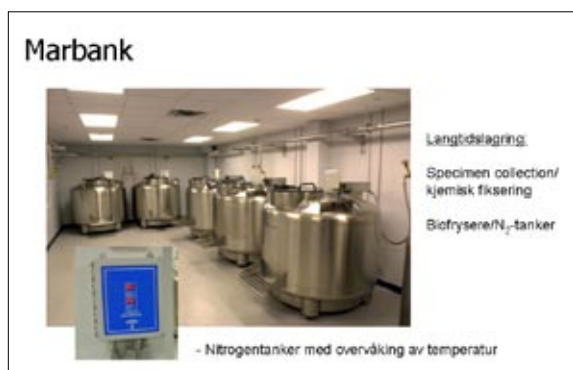 Marbank
Langtidslagring:
Specimen collection/
kjemisk fiksering
Biofrysere/N₂-tanker
- Nitrogentanker med overvåking av temperatur